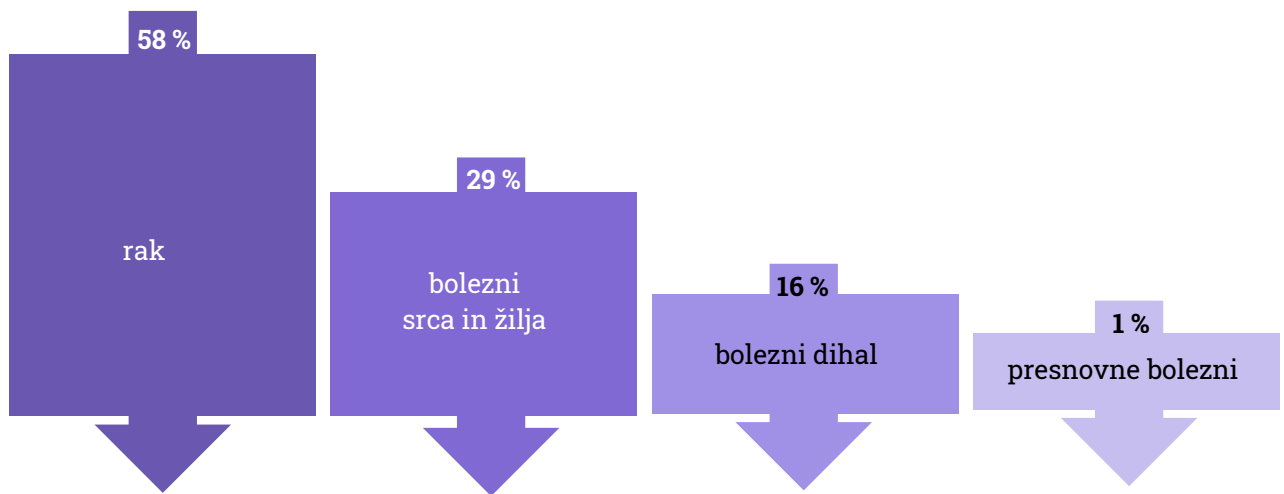 58 %
rak
29 %
bolezni
srca in žilja
16 %
bolezni dihal
1 %
presnovne bolezni